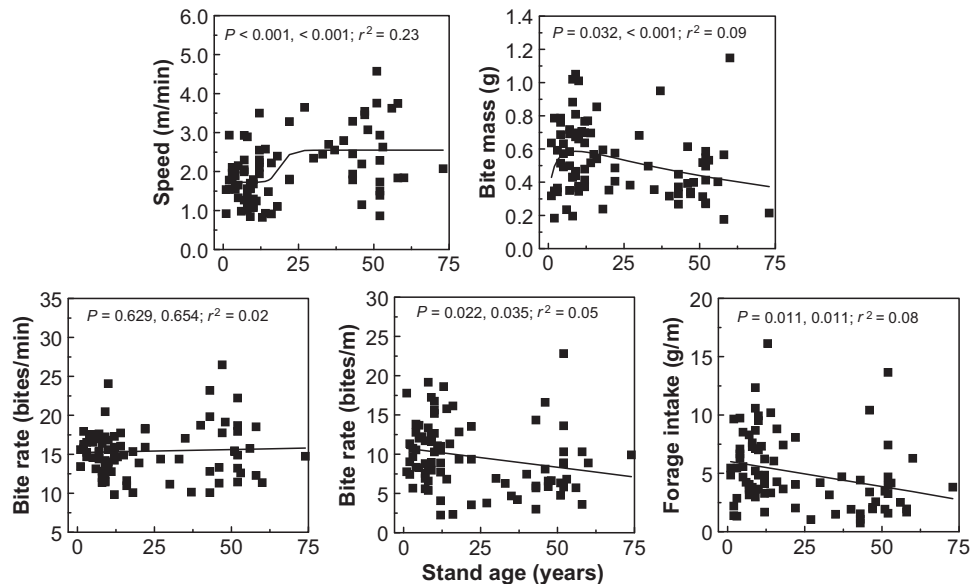 P < 0.001, < 0.001; r² = 0.23
Speed (m/min)
6.0
5.0
4.0
3.0
2.0
1.0
0.0
0 25 50 75
P = 0.032, < 0.001; r² = 0.09
Bite mass (g)
1.4
1.2
1.0
0.8
0.6
0.4
0.2
0.0
0 25 50 75
P = 0.629, 0.654; r² = 0.02
Bite rate (bites/min)
35
30
25
20
15
10
5
0 25 50 75
P = 0.022, 0.035; r² = 0.05
Bite rate (bites/m)
30
25
20
15
10
5
0
0 25 50 75
P = 0.011, 0.011; r² = 0.08
Forage intake (g/m)
20
15
10
5
0
0 25 50 75
Stand age (years)